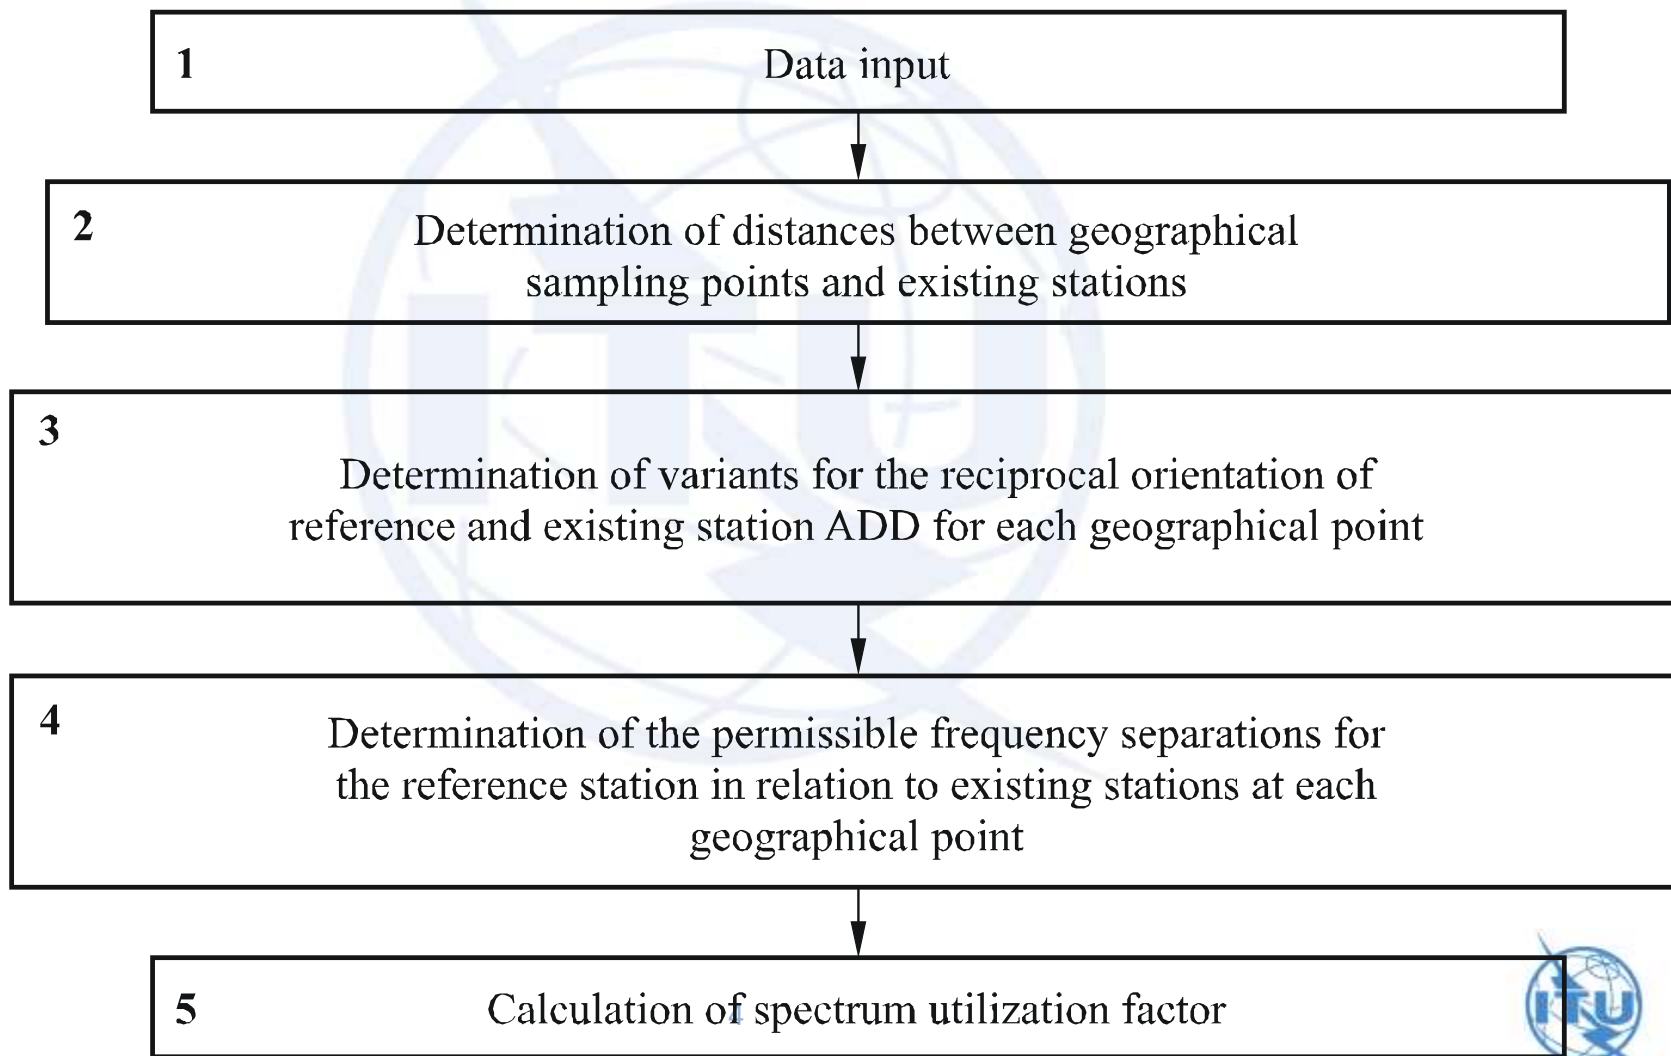 1 Data input
2 Determination of distances between geographical
sampling points and existing stations
3
Determination of variants for the reciprocal orientation of
reference and existing station ADD for each geographical point
4
Determination of the permissible frequency separations for
the reference station in relation to existing stations at each
geographical point
5 Calculation of spectrum utilization factor
4
ITU
ITU